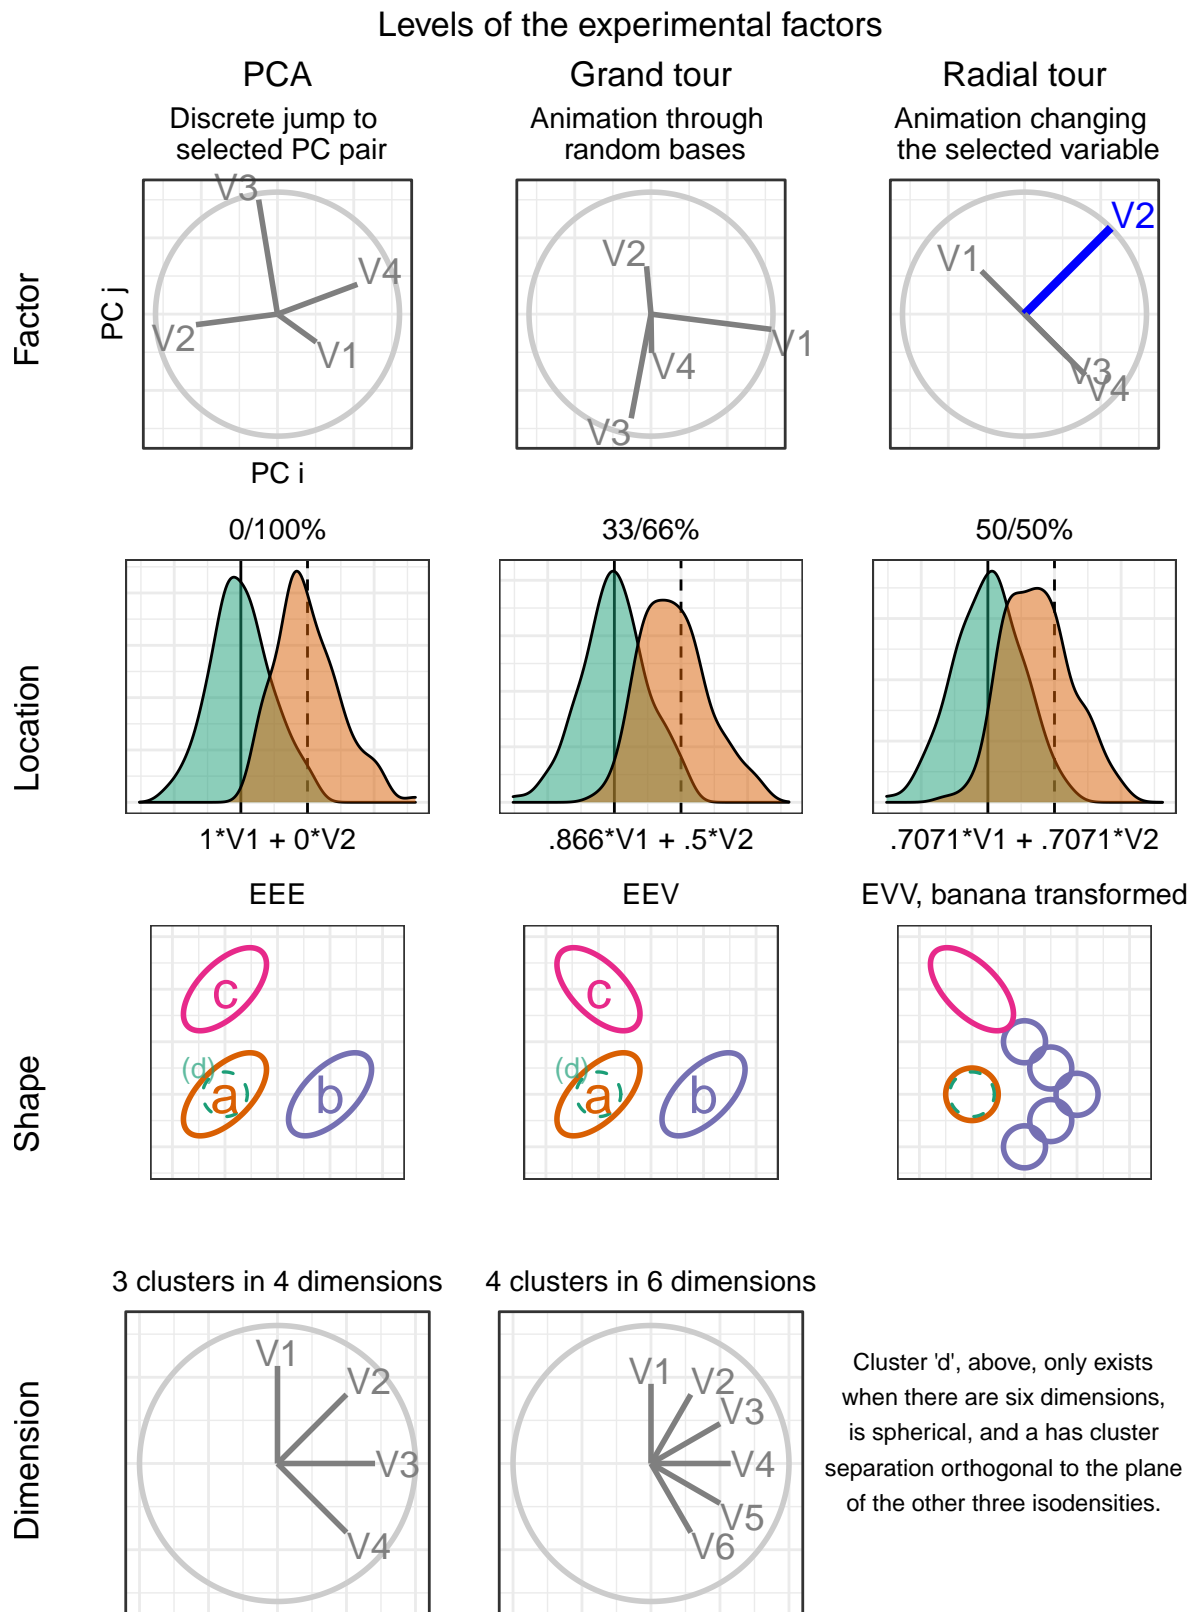 Levels of the experimental factors
PCA
Grand tour
Radial tour
Discrete jump to
selected PC pair
Animation through
random bases
Animation changing
the selected variable
Factor
PC j
V3
V4
V2
V1
PC i
V2
V1
V4
V3
V2
V1
V3
V4
0/100%
33/66%
50/50%
Location
1*V1 + 0*V2
.866*V1 + .5*V2
.7071*V1 + .7071*V2
EEE
EEV
EVV, banana transformed
Shape
c
(d)
a
b
c
(d)
a
b
3 clusters in 4 dimensions
4 clusters in 6 dimensions
Dimension
V1
V2
V3
V4
V1
V2
V3
V4
V5
V6
Cluster 'd', above, only exists
when there are six dimensions,
is spherical, and a has cluster
separation orthogonal to the plane
of the other three isodensities.